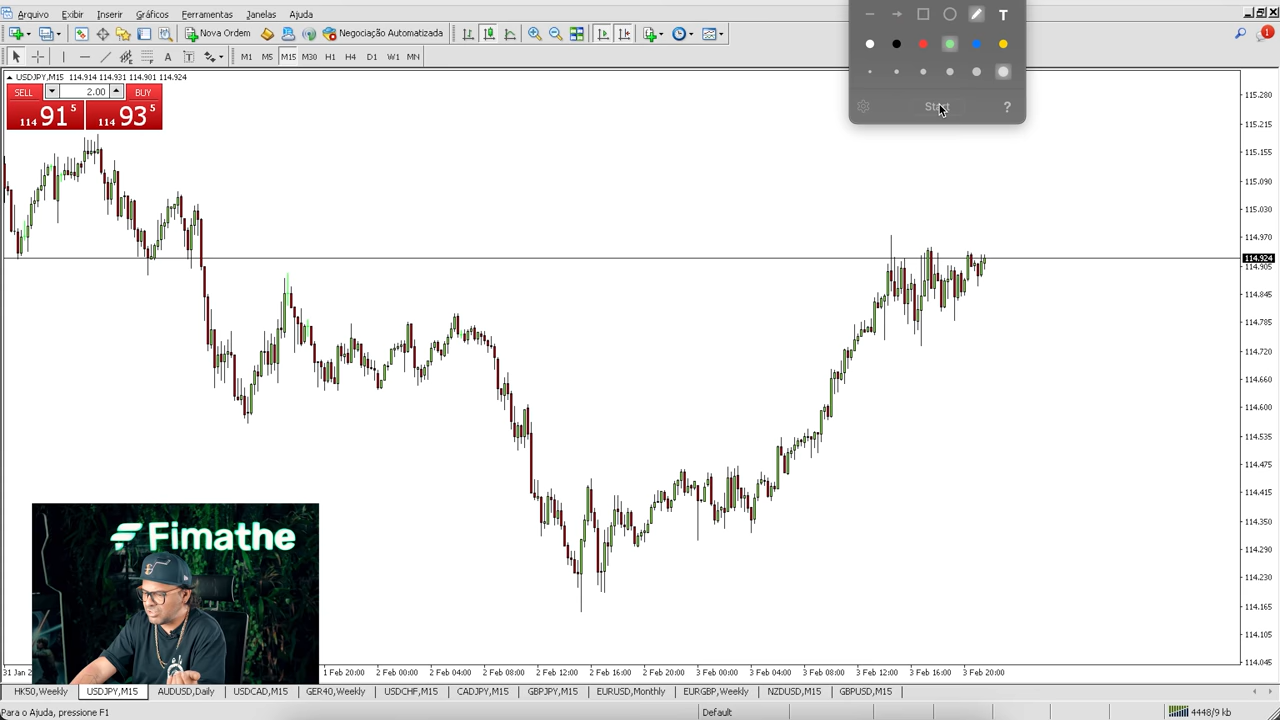 Arquivo Exibir Inserir Gráficos Ferramentas Janelas Ajuda
Nova Ordem Negociação Automatizada
1
A T M1 M5 M15 M30 H1 H4 D1 W1 MN
T
Start ?
USDJPY,M15 114.914 114.931 114.901 114.924
SELL 2.00 BUY
114 91 5 114 93 5
115.280
115.215
115.155
115.090
115.030
114.970
114.924
114.905
114.845
114.785
114.720
114.660
114.600
114.535
114.475
114.415
114.350
114.290
114.230
114.165
114.105
114.045
Fimathe
31 Jan 2 1 Feb 20:00 2 Feb 00:00 2 Feb 04:00 2 Feb 08:00 2 Feb 12:00 2 Feb 16:00 2 Feb 20:00 3 Feb 00:00 3 Feb 04:00 3 Feb 08:00 3 Feb 12:00 3 Feb 16:00 3 Feb 20:00
HK50,Weekly USDJPY,M15 AUDUSD,Daily USDCAD,M15 GER40,Weekly USDCHF,M15 CADJPY,M15 GBPJPY,M15 EURUSD,Monthly EURGBP,Weekly NZDUSD,M15 GBPUSD,M15
Para o Ajuda, pressione F1 Default 4448/9 kb